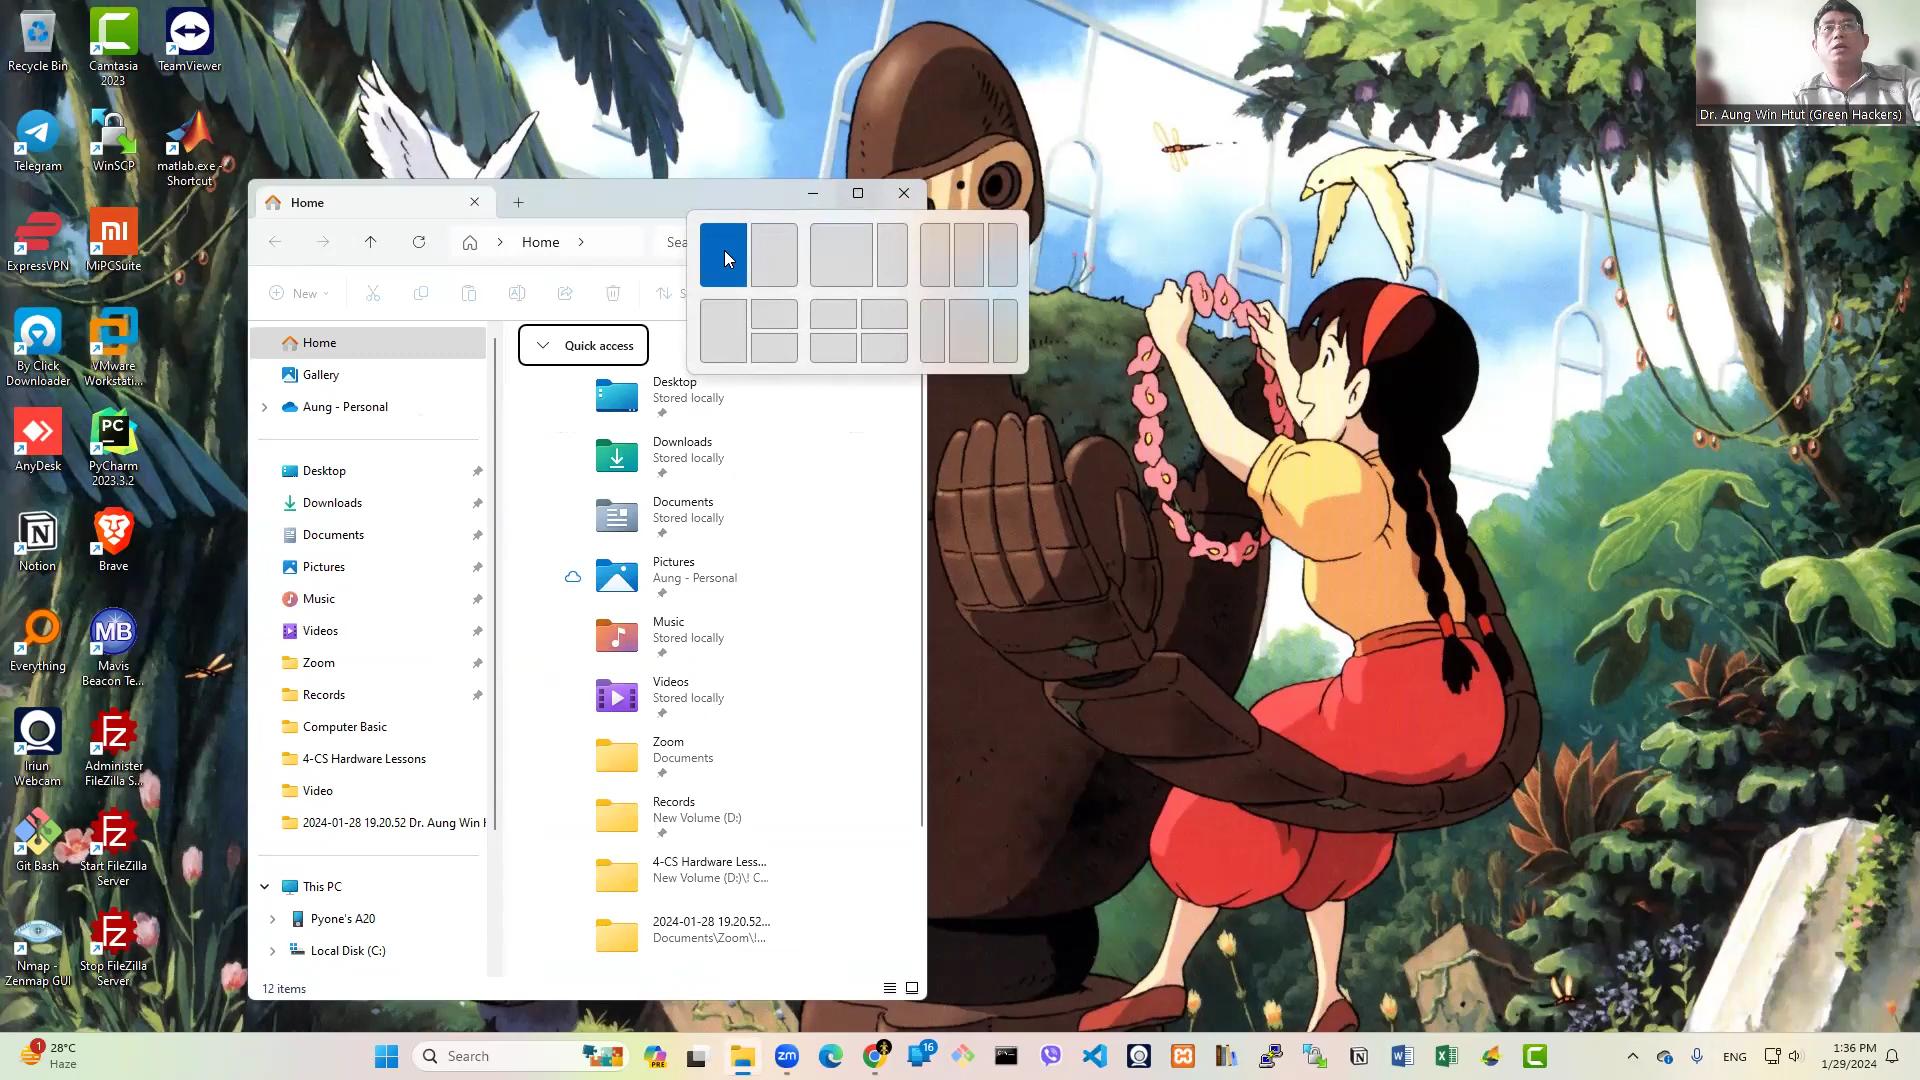 Recycle Bin
Camtasia
2023
TeamViewer
Telegram
WinSCP
matlab.exe -
Shortcut
ExpressVPN
MiPCSuite
By Click
Downloader
VMware
Workstati...
AnyDesk
PyCharm
2023.3.2
Notion
Brave
Everything
Mavis
Beacon Te...
Iriun
Webcam
Administer
FileZilla S...
Git Bash
Start FileZilla
Server
Nmap -
Zenmap GUI
Stop FileZilla
Server
Dr. Aung Win Htut (Green Hackers)
Home
Home
Sea
New
S
Home
Gallery
Aung - Personal
Desktop
Downloads
Documents
Pictures
Music
Videos
Zoom
Records
Computer Basic
4-CS Hardware Lessons
Video
2024-01-28 19.20.52 Dr. Aung Win H
This PC
Pyone's A20
Local Disk (C:)
Quick access
Desktop
Stored locally
Downloads
Stored locally
Documents
Stored locally
Pictures
Aung - Personal
Music
Stored locally
Videos
Stored locally
Zoom
Documents
Records
New Volume (D:)
4-CS Hardware Less...
New Volume (D:)\! C...
2024-01-28 19.20.52...
Documents\Zoom\!...
12 items
1
28°C
Haze
Search
PRE
zm
16
ENG
1:36 PM
1/29/2024